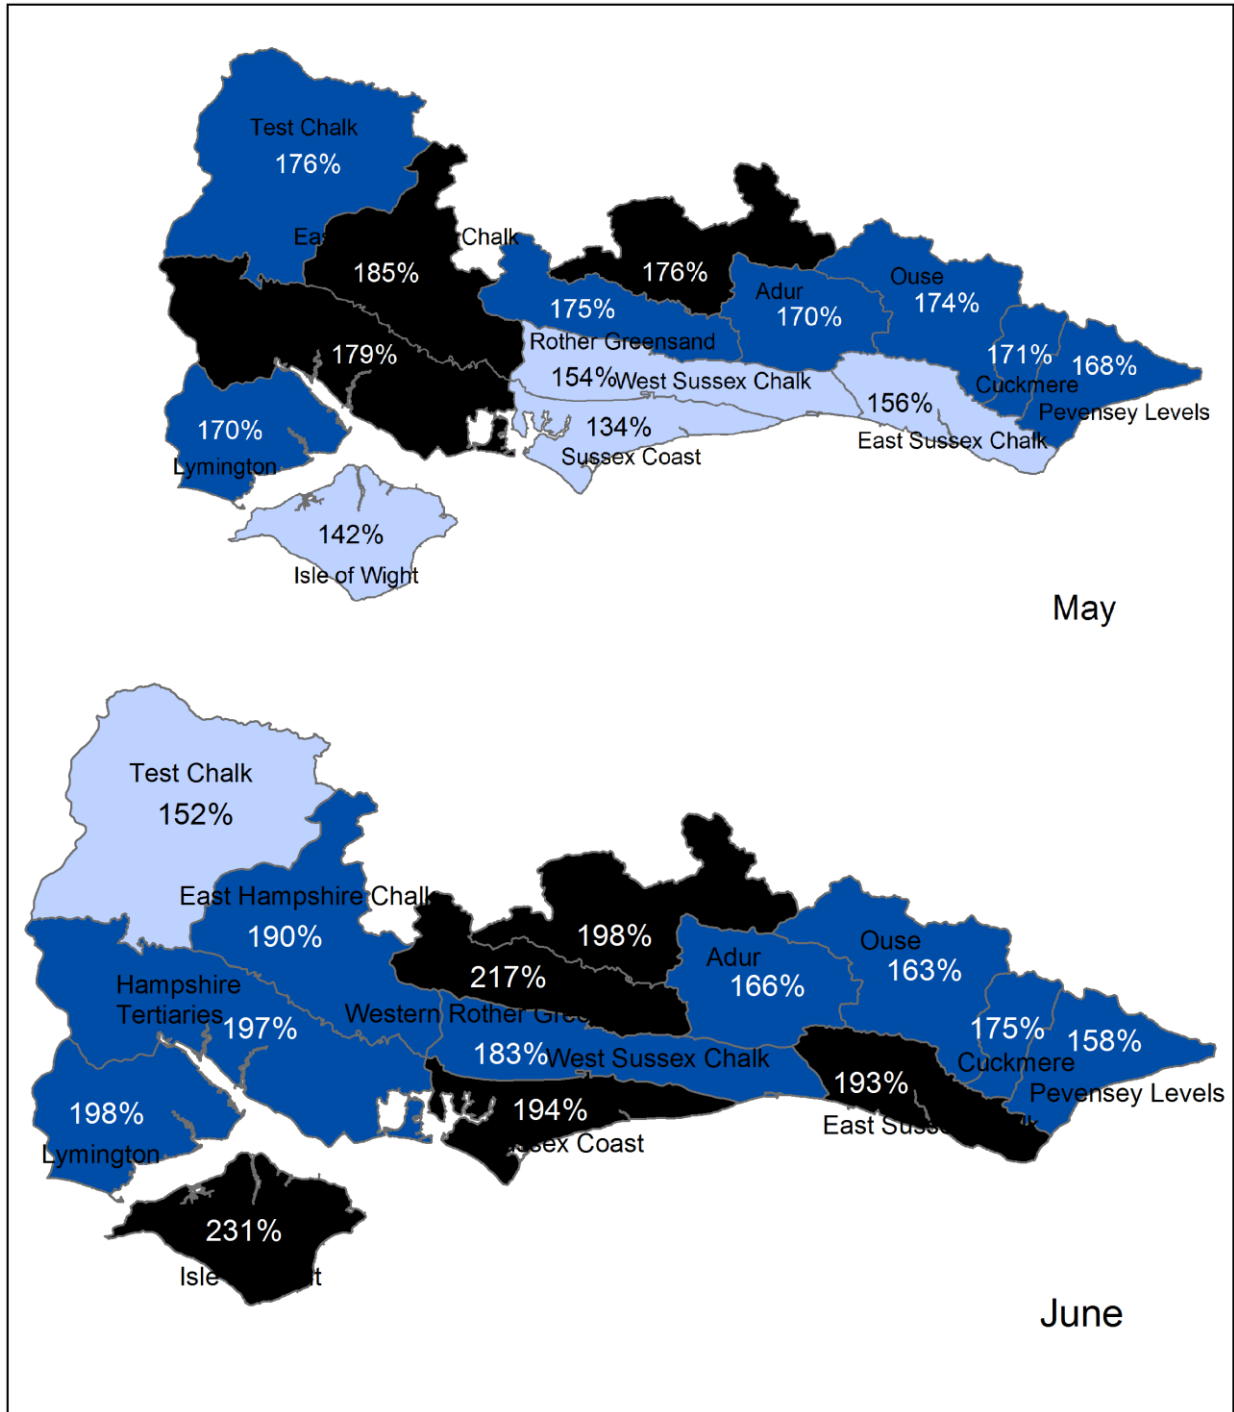 Test Chalk
176%
Chalk
185%
176%
Ouse
174%
Adur
170%
175%
Rother Greensand
179%
171%
168%
Cuckmere
Pevensey Levels
154%
West Sussex Chalk
156%
East Sussex Chalk
134%
Sussex Coast
170%
Lymington
142%
Isle of Wight
May
Test Chalk
152%
East Hampshire Chalk
190%
198%
Ouse
163%
Adur
166%
217%
Hampshire
Tertiaries
197%
Western Rother
183%
West Sussex Chalk
175%
158%
Cuckmere
Pevensey Levels
193%
East
194%
Coast
198%
Lymington
231%
Isle
June